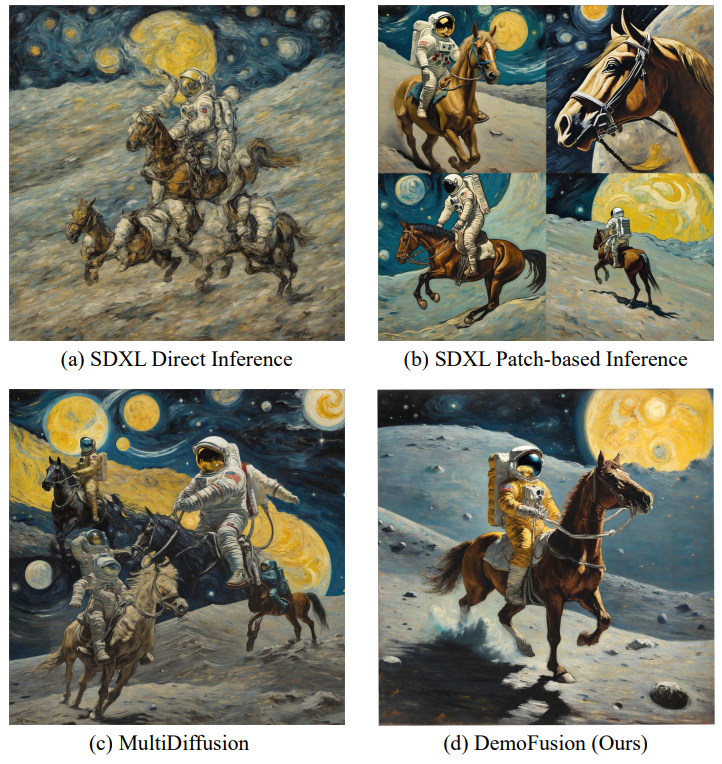 (a) SDXL Direct Inference
(b) SDXL Patch-based Inference
(c) MultiDiffusion
(d) DemoFusion (Ours)